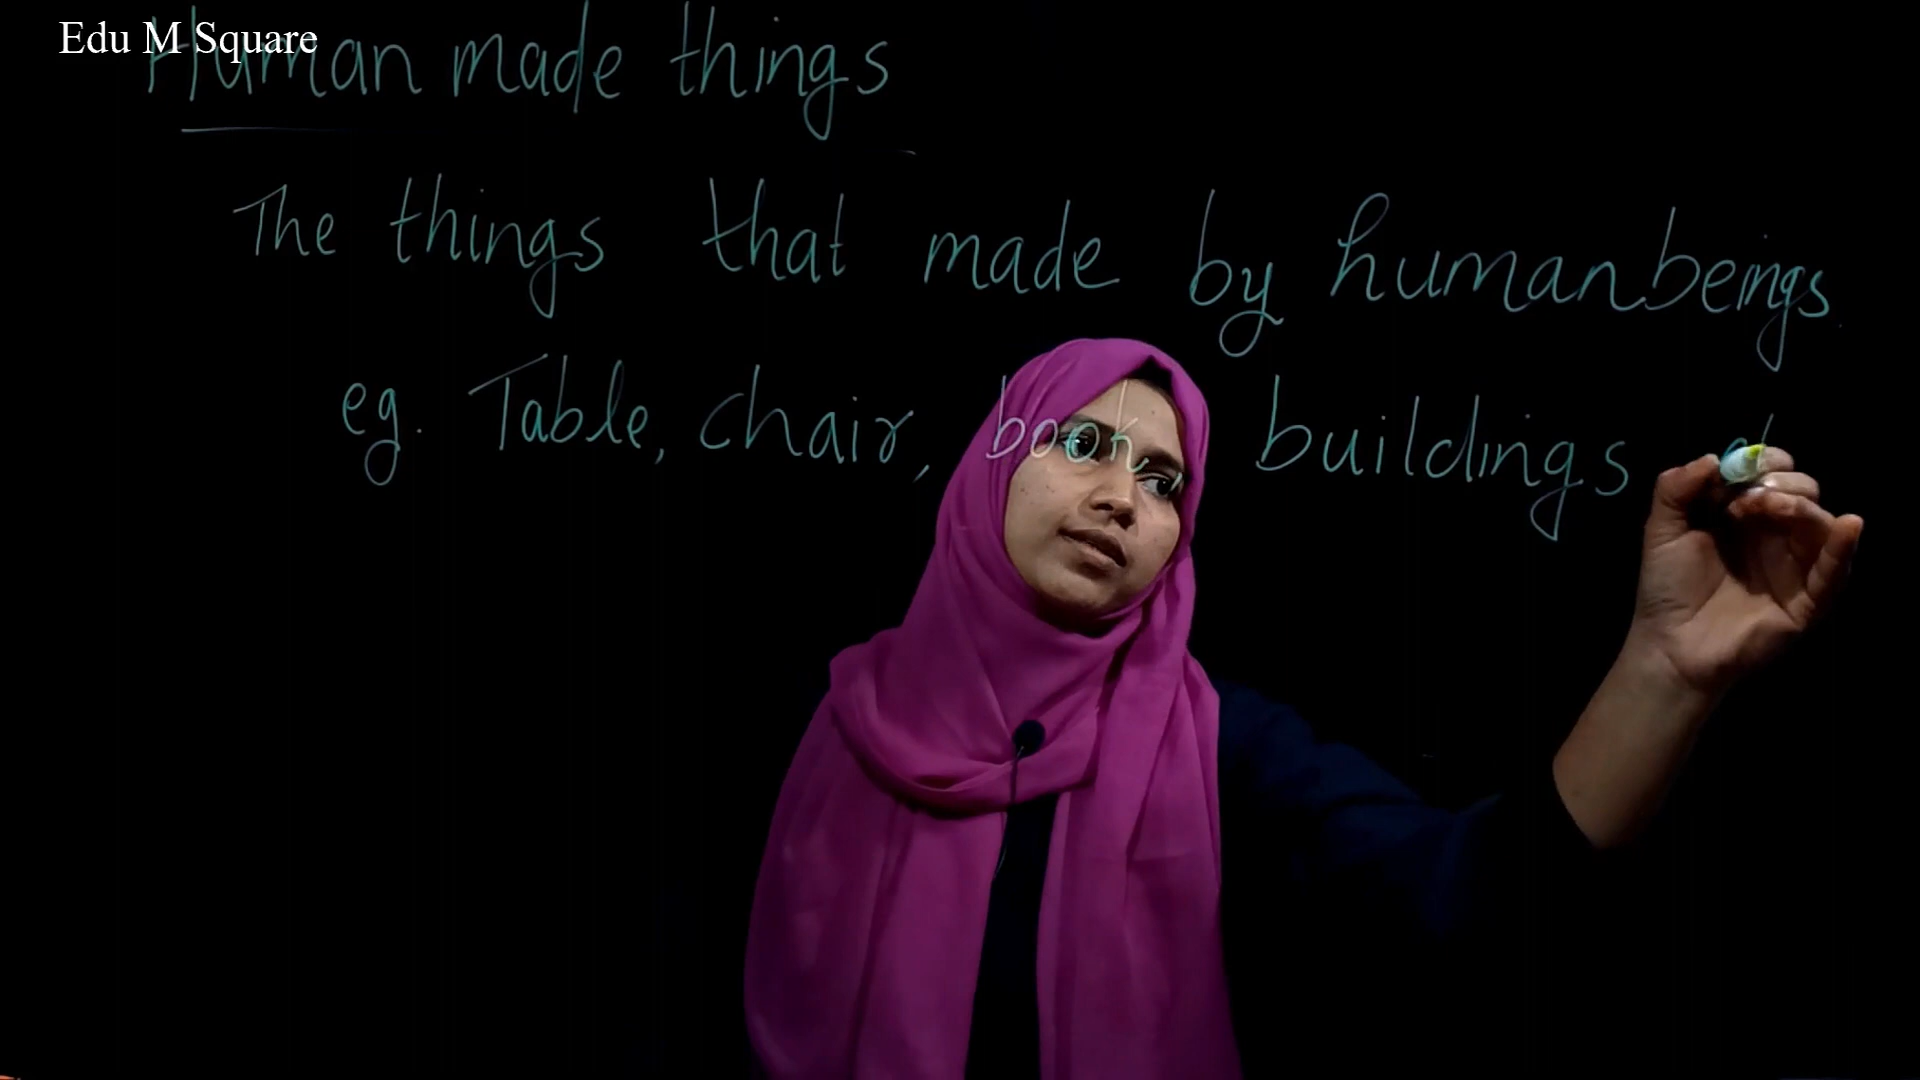 Edu M Square
Human made things
The things that made by humanbeings.
eg. Table, chair, book, buildings